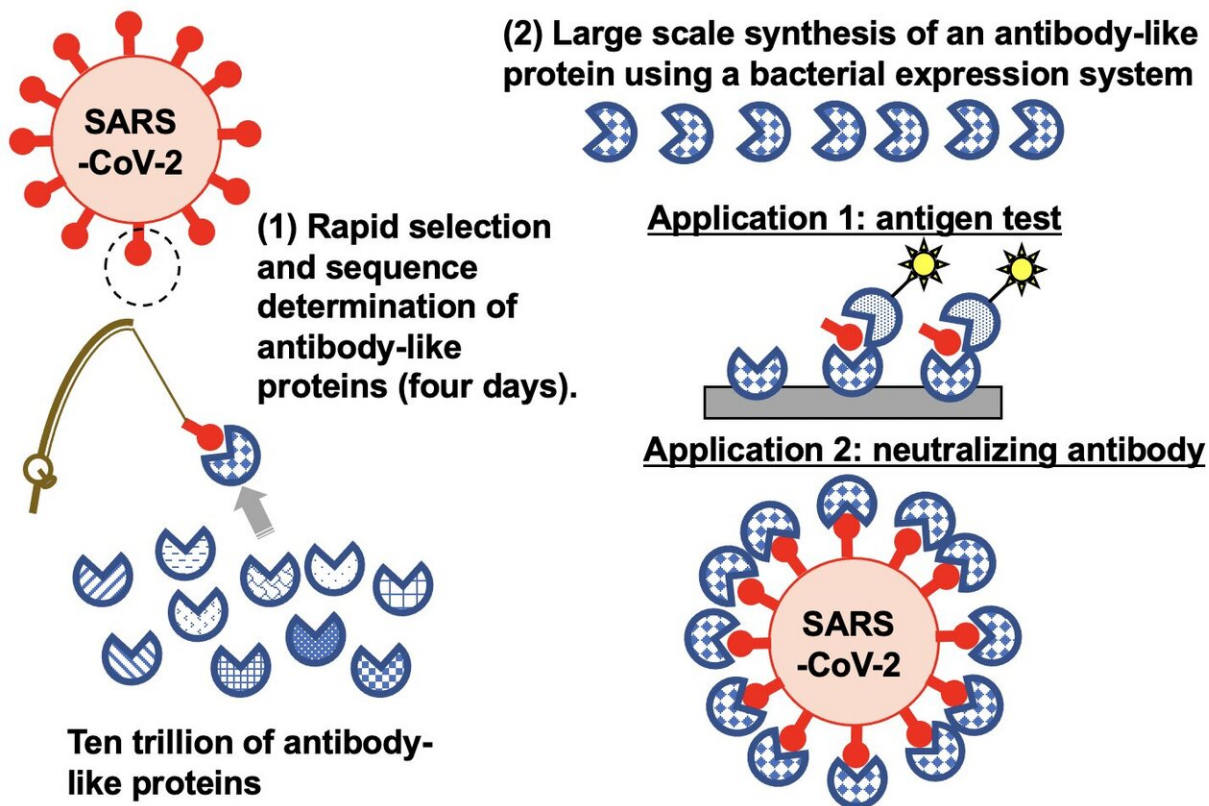 SARS
-CoV-2
(1) Rapid selection
and sequence
determination of
antibody-like
proteins (four days).
Ten trillion of antibody-
like proteins
(2) Large scale synthesis of an antibody-like
protein using a bacterial expression system
Application 1: antigen test
Application 2: neutralizing antibody
SARS
-CoV-2